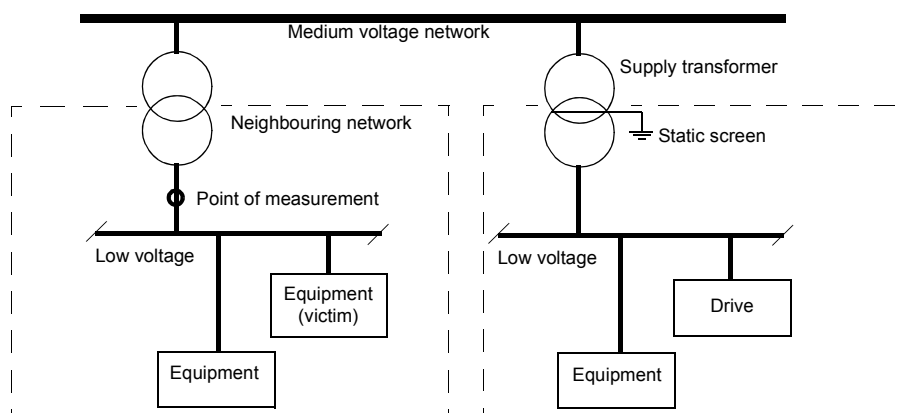 Medium voltage network
Supply transformer
Neighbouring network
Static screen
Point of measurement
Low voltage
Low voltage
Equipment
(victim)
Drive
Equipment
Equipment